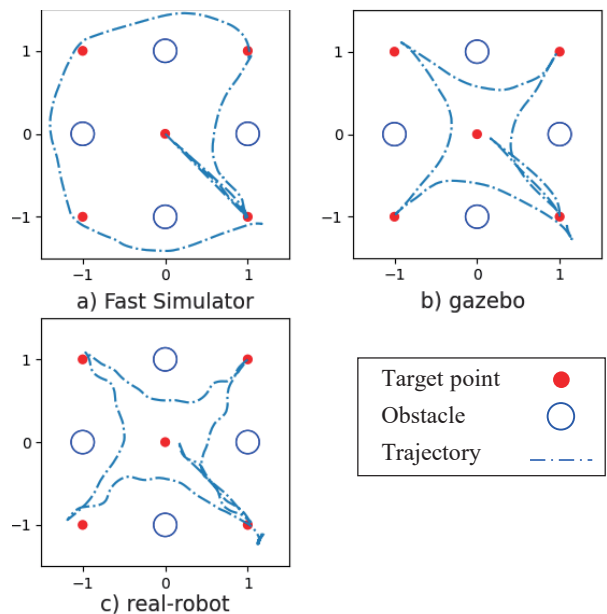 1
0
−1
−1 0 1
a) Fast Simulator
1
0
−1
−1 0 1
b) gazebo
1
0
−1
−1 0 1
c) real-robot
Target point
Obstacle
Trajectory